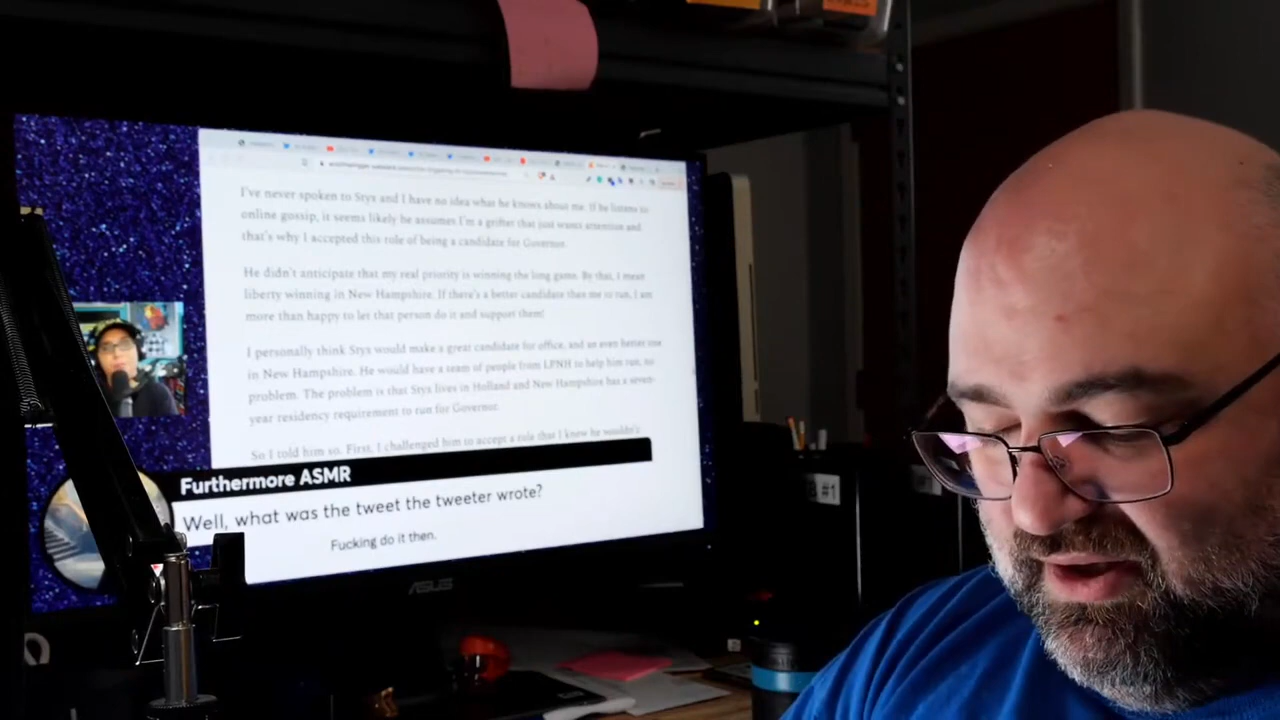 I've never spoken to Styx and I have no idea what he knows about me. If he listens to
online gossip, it seems likely he assumes I'm a grifter that just wants attention and
that's why I accepted this role of being a candidate for Governor.
He didn't anticipate that my real priority is winning the long game. By that, I mean
liberty winning in New Hampshire. If there's a better candidate than me to run, I am
more than happy to let that person do it and support them!
I personally think Styx would make a great candidate for office, and an even better one
in New Hampshire. He would have a team of people from LPNH to help him run, no
problem. The problem is that Styx lives in Holland and New Hampshire has a seven-
year residency requirement to run for Governor.
So I told him so. First, I challenged him to accept a role that I knew he wouldn't
Furthermore ASMR
Well, what was the tweet the tweeter wrote?
Fucking do it then.
ASUS
#1